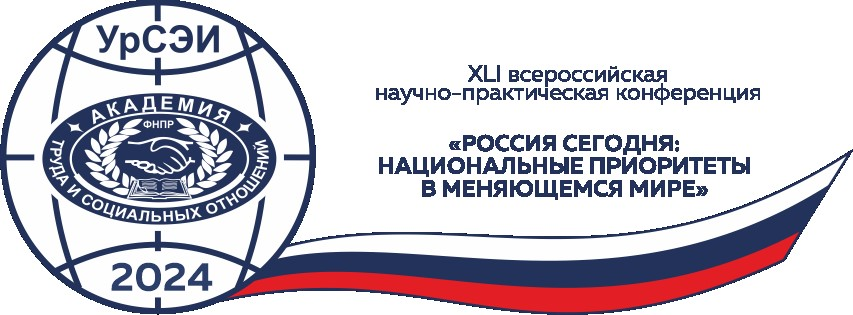 УрСЭИ
АКАДЕМИЯ
ФНПР
ТРУДА И СОЦИАЛЬНЫХ ОТНОШЕНИЙ
2024
XLI всероссийская
научно-практическая конференция
«РОССИЯ СЕГОДНЯ:
НАЦИОНАЛЬНЫЕ ПРИОРИТЕТЫ
В МЕНЯЮЩЕМСЯ МИРЕ»